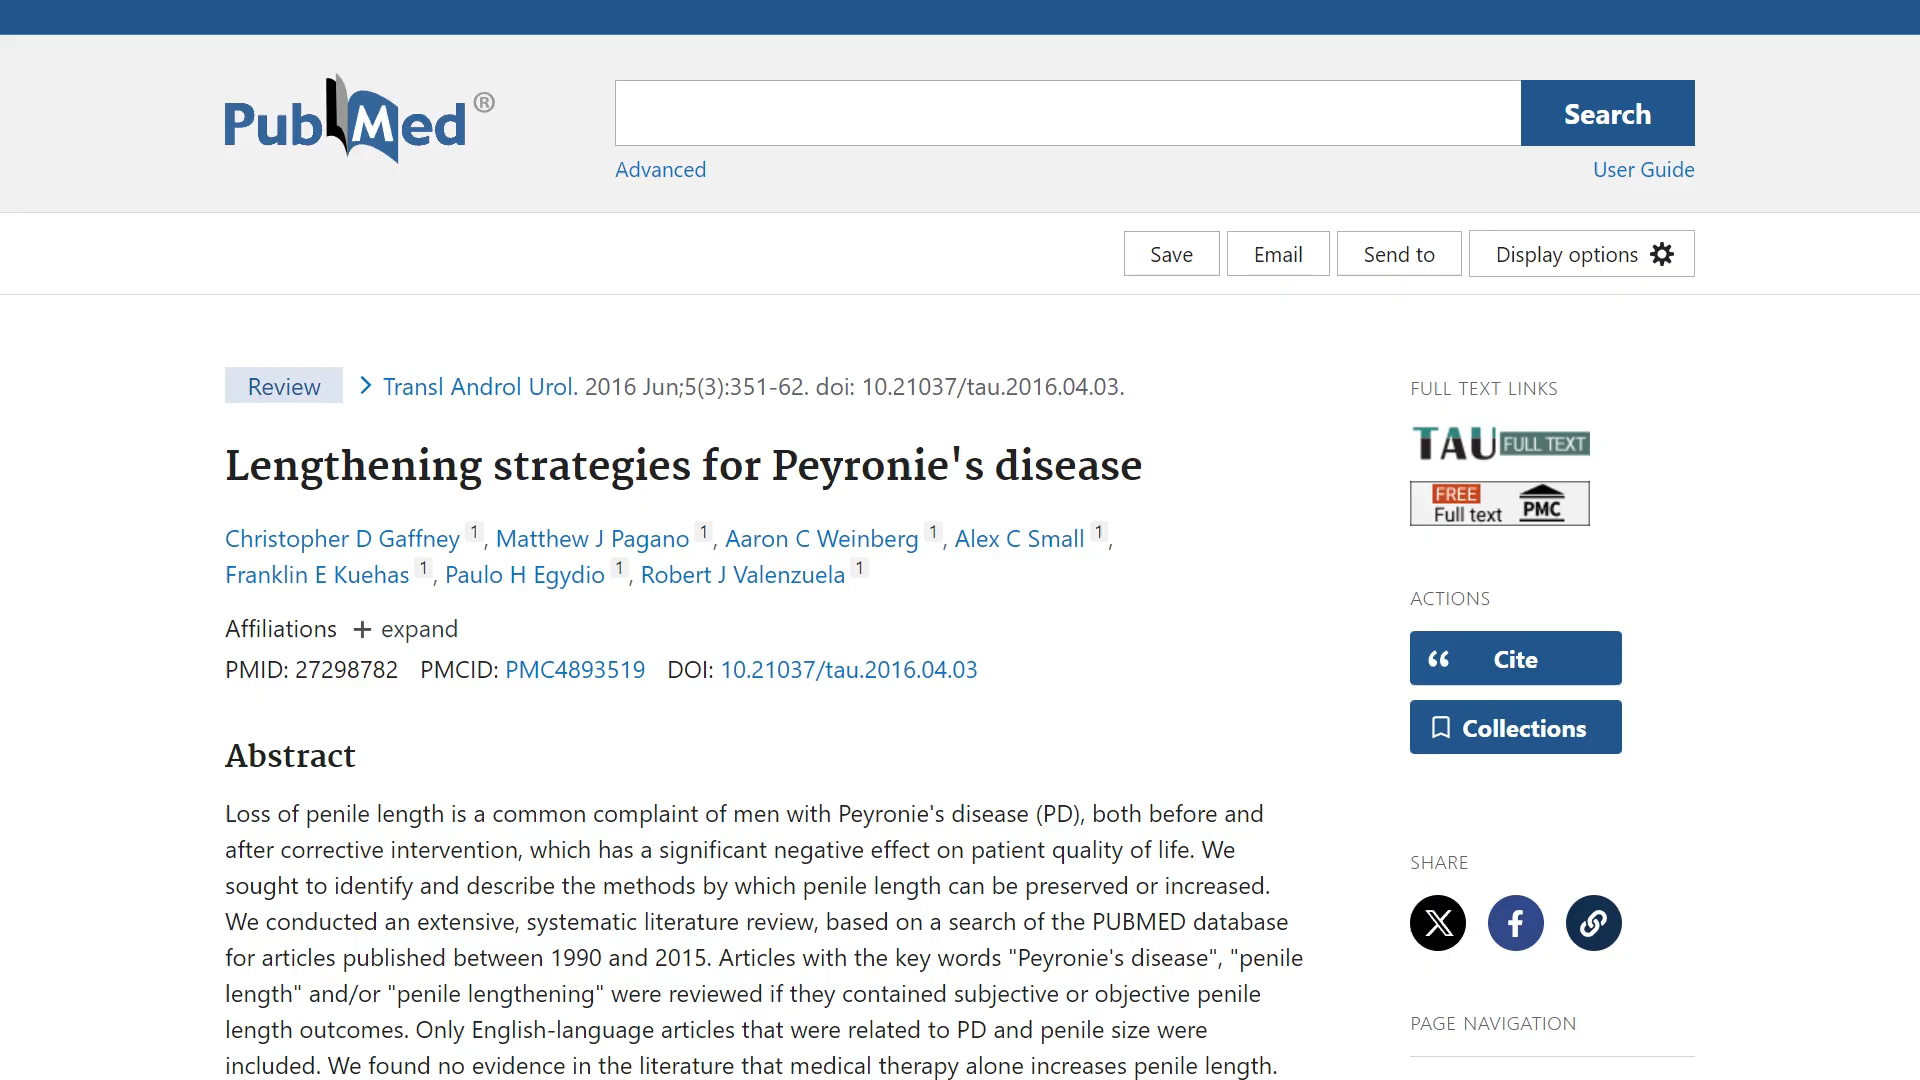 PubMed®
Search
Advanced
User Guide
Save
Email
Send to
Display options
Review
Transl Androl Urol. 2016 Jun;5(3):351-62. doi: 10.21037/tau.2016.04.03.
Lengthening strategies for Peyronie's disease
Christopher D Gaffney 1, Matthew J Pagano 1, Aaron C Weinberg 1, Alex C Small 1,
Franklin E Kuehas 1, Paulo H Egydio 1, Robert J Valenzuela 1
Affiliations + expand
PMID: 27298782 PMCID: PMC4893519 DOI: 10.21037/tau.2016.04.03
Abstract
Loss of penile length is a common complaint of men with Peyronie's disease (PD), both before and
after corrective intervention, which has a significant negative effect on patient quality of life. We
sought to identify and describe the methods by which penile length can be preserved or increased.
We conducted an extensive, systematic literature review, based on a search of the PUBMED database
for articles published between 1990 and 2015. Articles with the key words "Peyronie's disease", "penile
length" and/or "penile lengthening" were reviewed if they contained subjective or objective penile
length outcomes. Only English-language articles that were related to PD and penile size were
included. We found no evidence in the literature that medical therapy alone increases penile length.
FULL TEXT LINKS
TAU FULL TEXT
FREE
Full text PMC
ACTIONS
Cite
Collections
SHARE
PAGE NAVIGATION